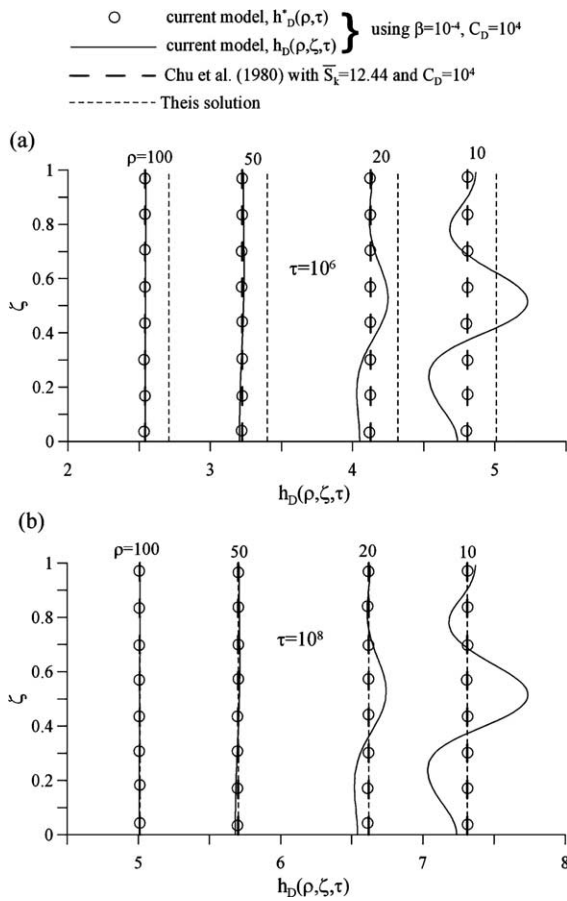 current model, h*D(ρ,τ)
current model, hD(ρ,ζ,τ)
} using β=10-4, CD=104
Chu et al. (1980) with S̅k=12.44 and CD=104
Theis solution
(a)
ρ=100 50 20 10
1
0.8
0.6
0.4
0.2
0
ζ
τ=106
2 3 4 5
hD(ρ,ζ,τ)
(b)
ρ=100 50 20 10
1
0.8
0.6
0.4
0.2
0
ζ
τ=108
5 6 7 8
hD(ρ,ζ,τ)